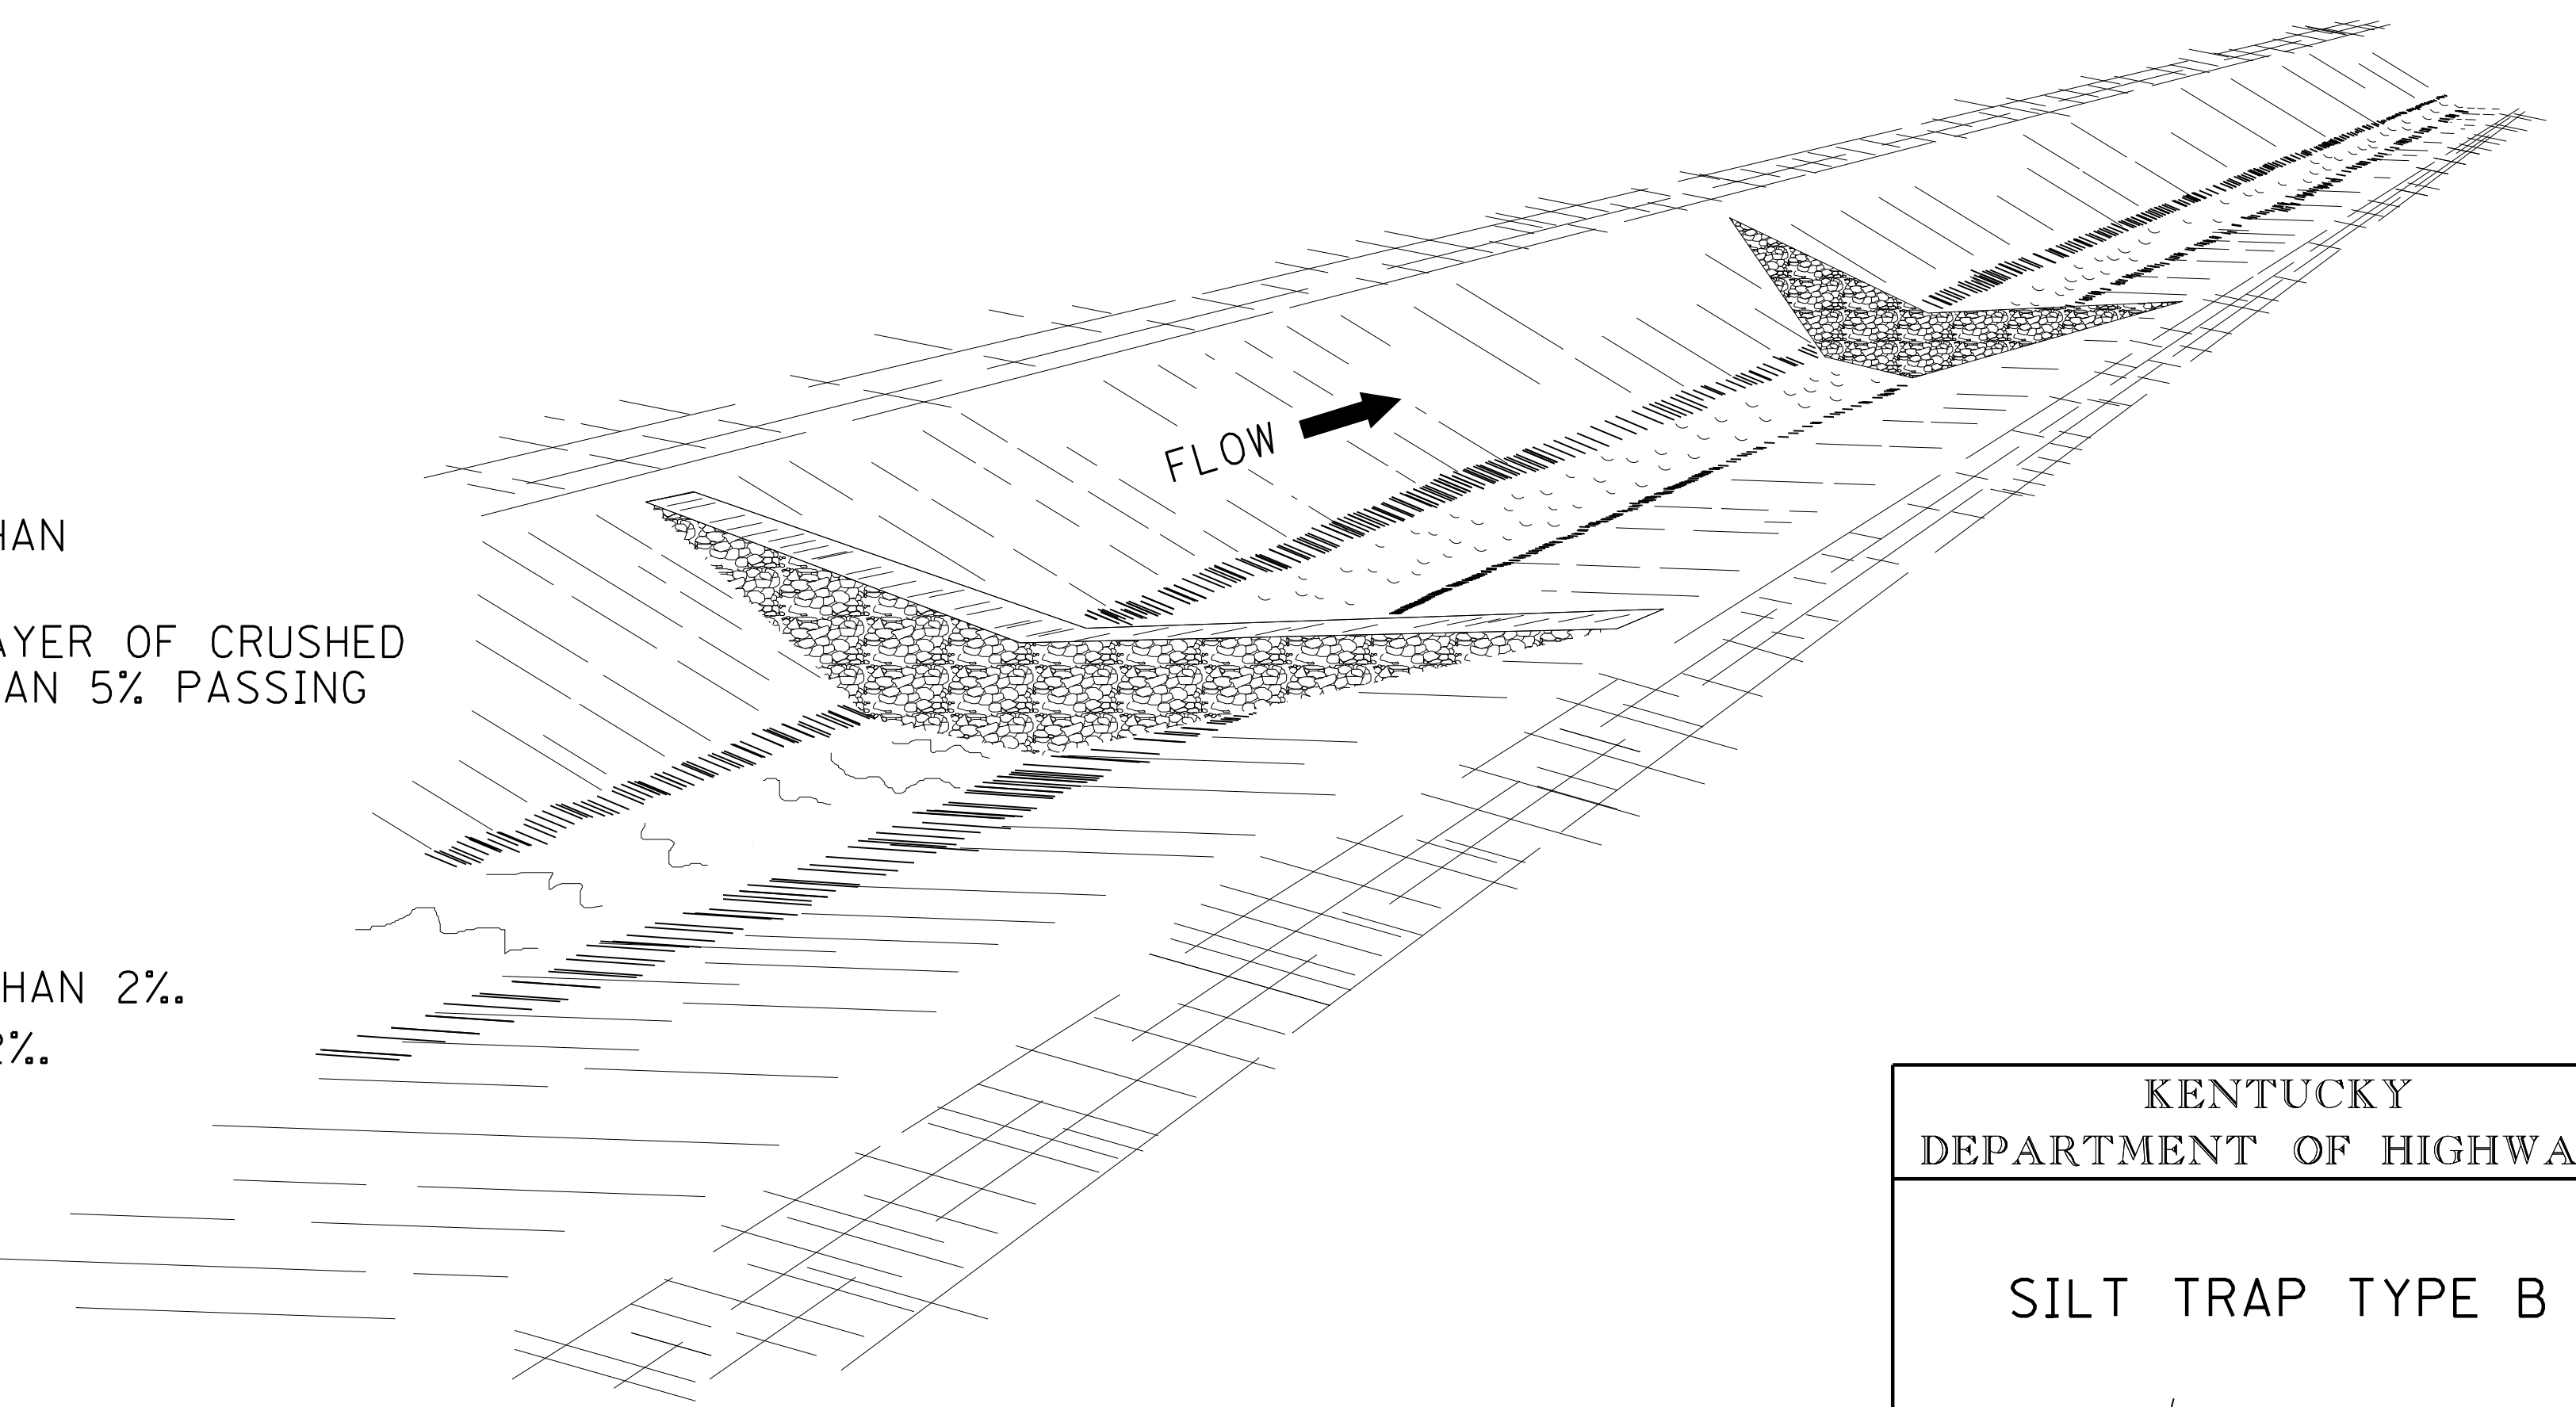 HAN
AYER OF CRUSHED
AN 5% PASSING
FLOW
HAN 2%.
2%.
KENTUCKY
DEPARTMENT OF HIGHWA
SILT TRAP TYPE B